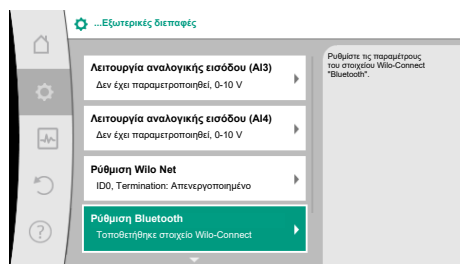 ...Εξωτερικές διεπαφές
Λειτουργία αναλογικής εισόδου (AI3)
Δεν έχει παραμετροποιηθεί, 0-10 V
Λειτουργία αναλογικής εισόδου (AI4)
Δεν έχει παραμετροποιηθεί, 0-10 V
Ρύθμιση Wilo Net
ID0, Termination: Απενεργοποιημένο
Ρύθμιση Bluetooth
Τοποθετήθηκε στοιχείο Wilo-Connect
Ρυθμίστε τις παραμέτρους
του στοιχείου Wilo-Connect
"Bluetooth".